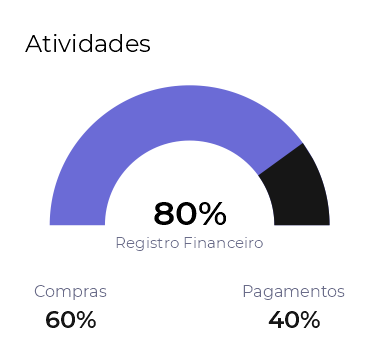 Atividades
80%
Registro Financeiro
Compras
Pagamentos
60%
40%